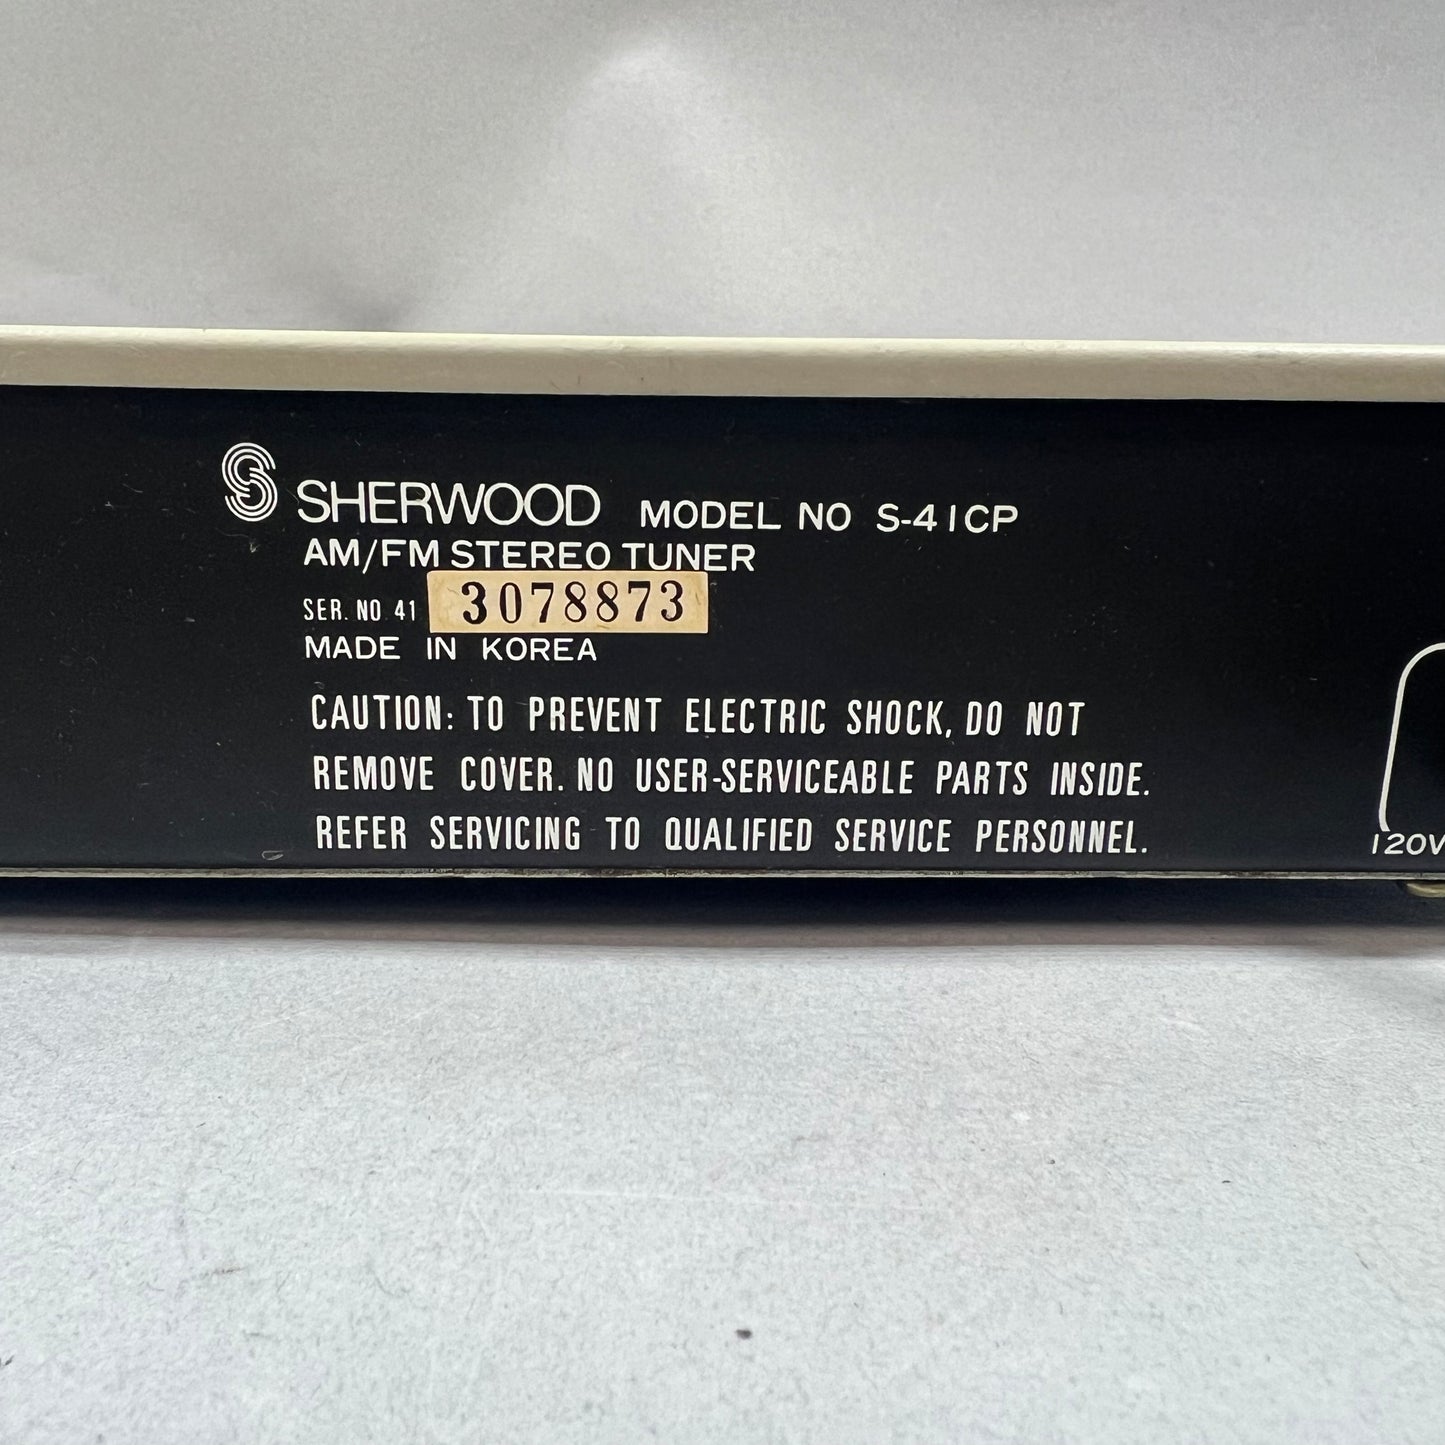 SHERWOOD MODEL NO S-41CP
AM/FM STEREO TUNER
SER. NO 41 3078873
MADE IN KOREA
CAUTION: TO PREVENT ELECTRIC SHOCK, DO NOT
REMOVE COVER. NO USER-SERVICEABLE PARTS INSIDE.
REFER SERVICING TO QUALIFIED SERVICE PERSONNEL.
120V